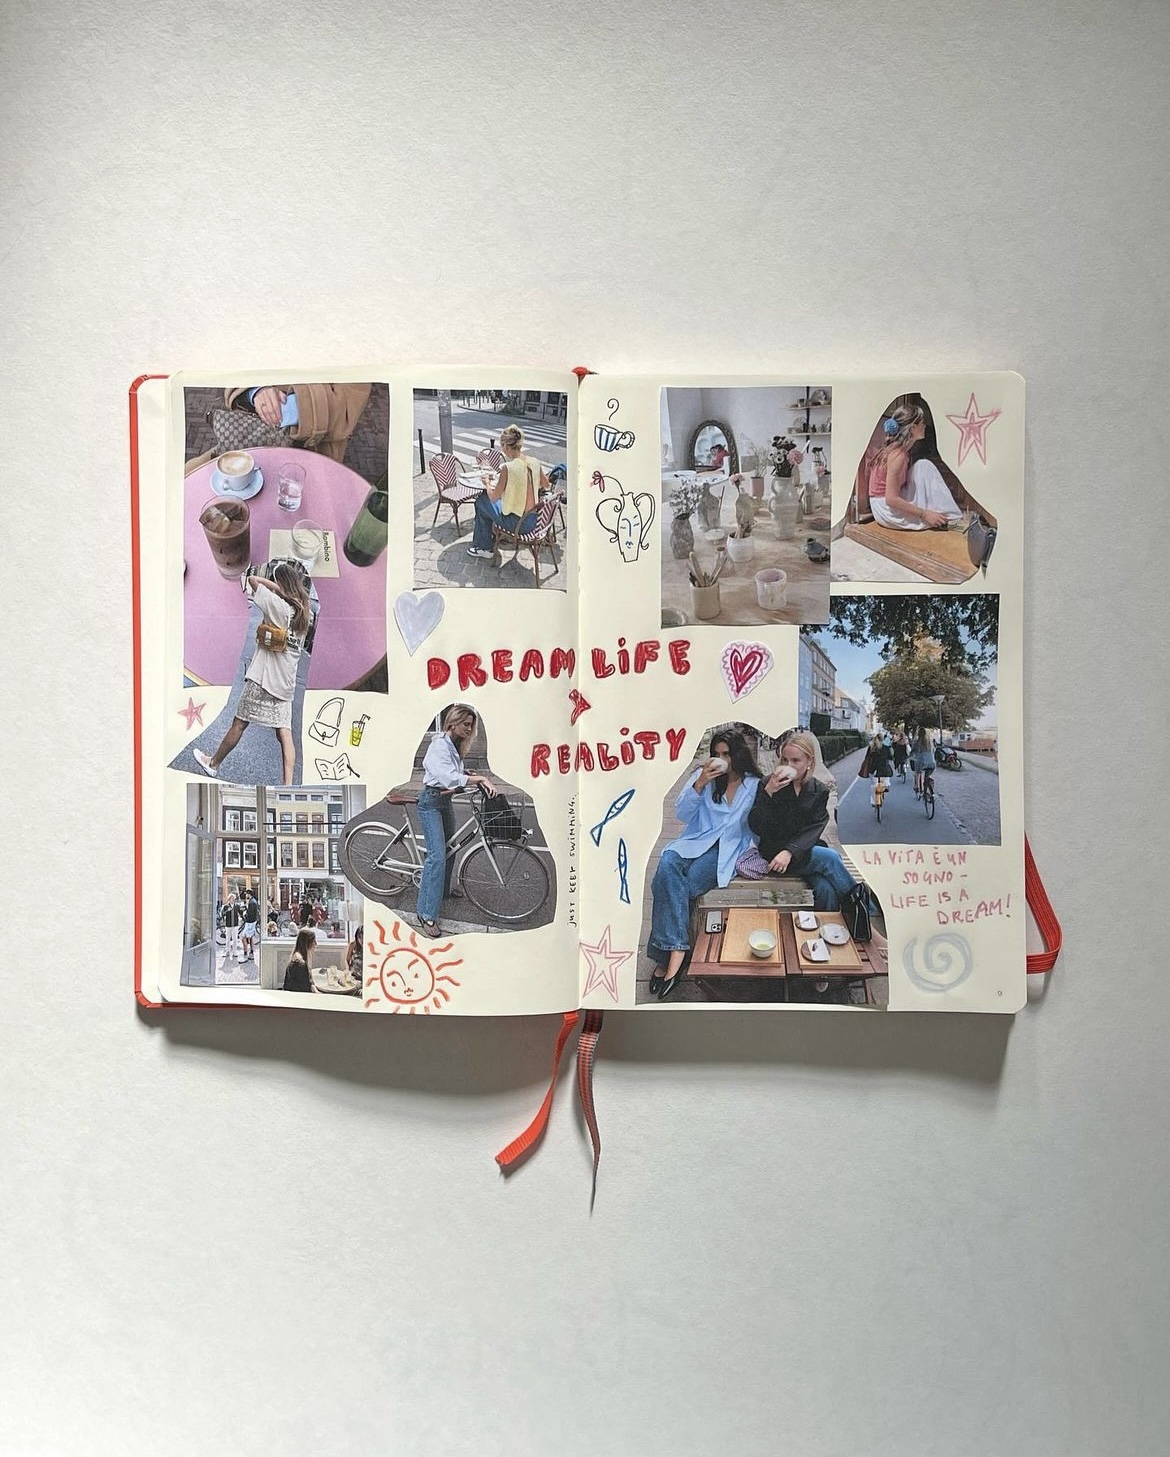 Bambino
DREAM LIFE
>
REALITY
JUST KEEP SWIMMING..
LA VITA È UN
SOGNO -
LIFE IS A
DREAM!
9